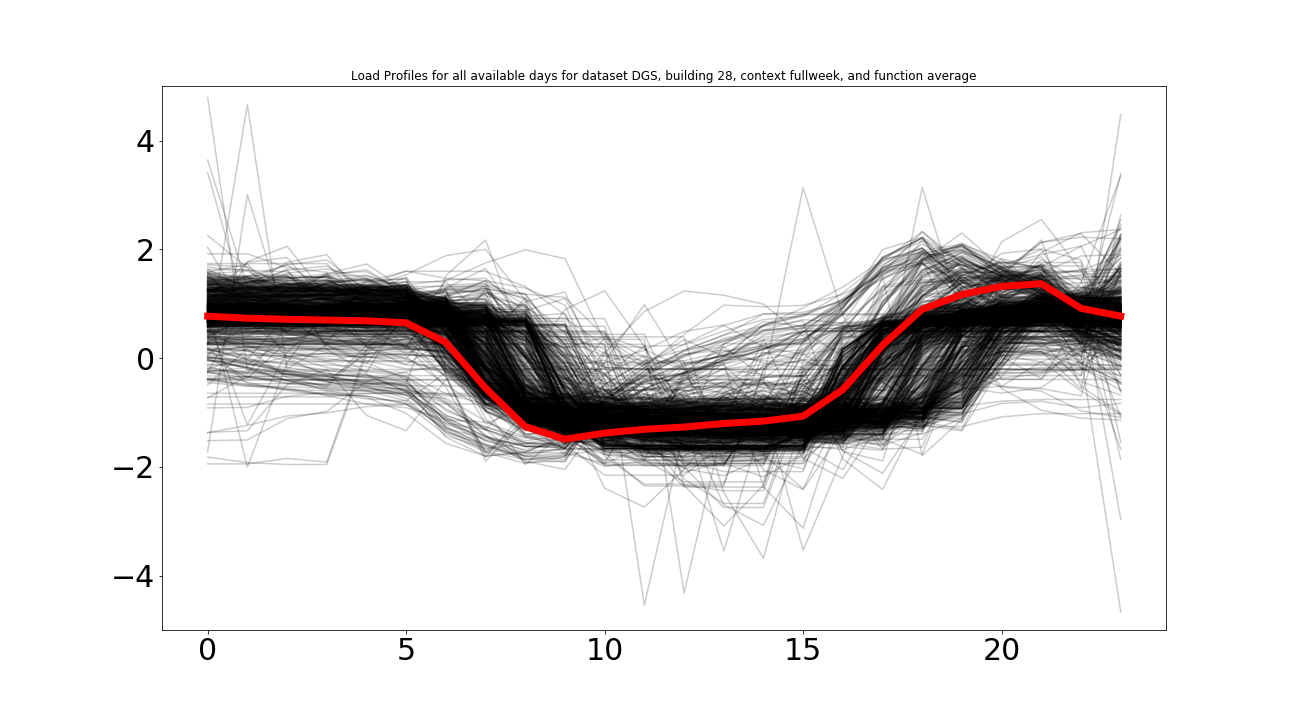 Load Profiles for all available days for dataset DGS, building 28, context fullweek, and function average
4
2
0
−2
−4
0 5 10 15 20